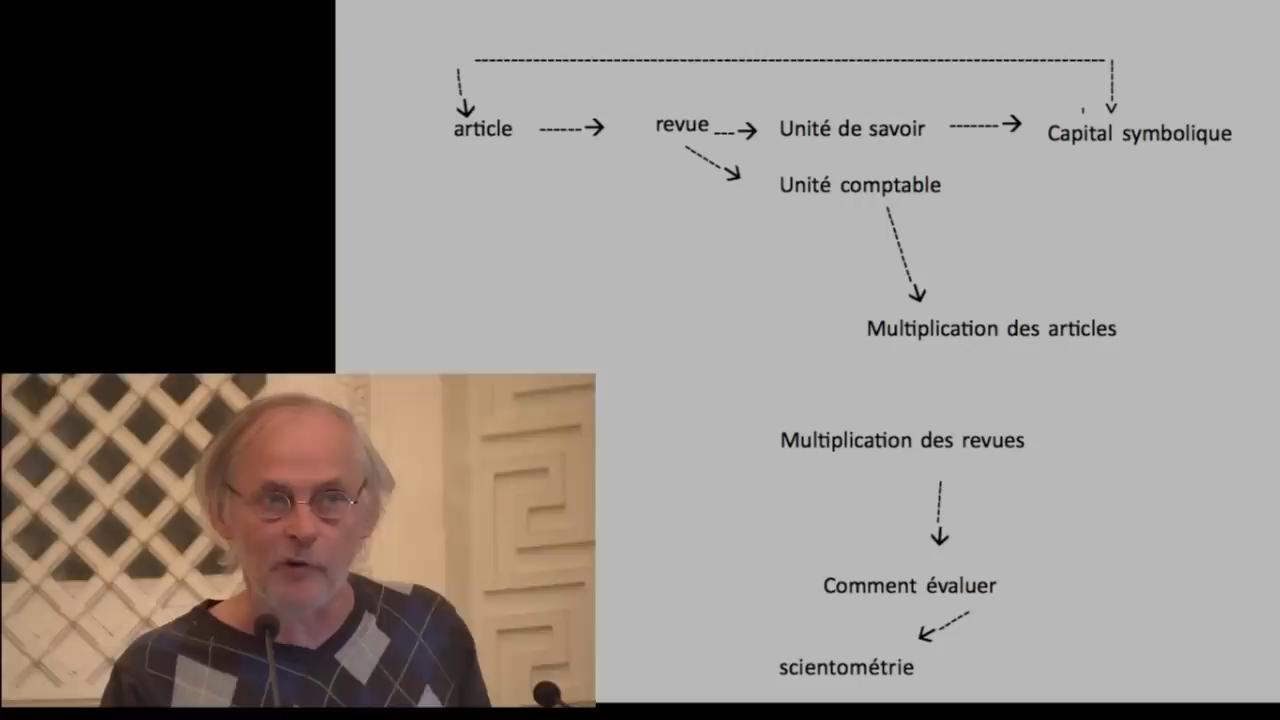 article
revue
Unité de savoir
Capital symbolique
Unité comptable
Multiplication des articles
Multiplication des revues
Comment évaluer
scientométrie